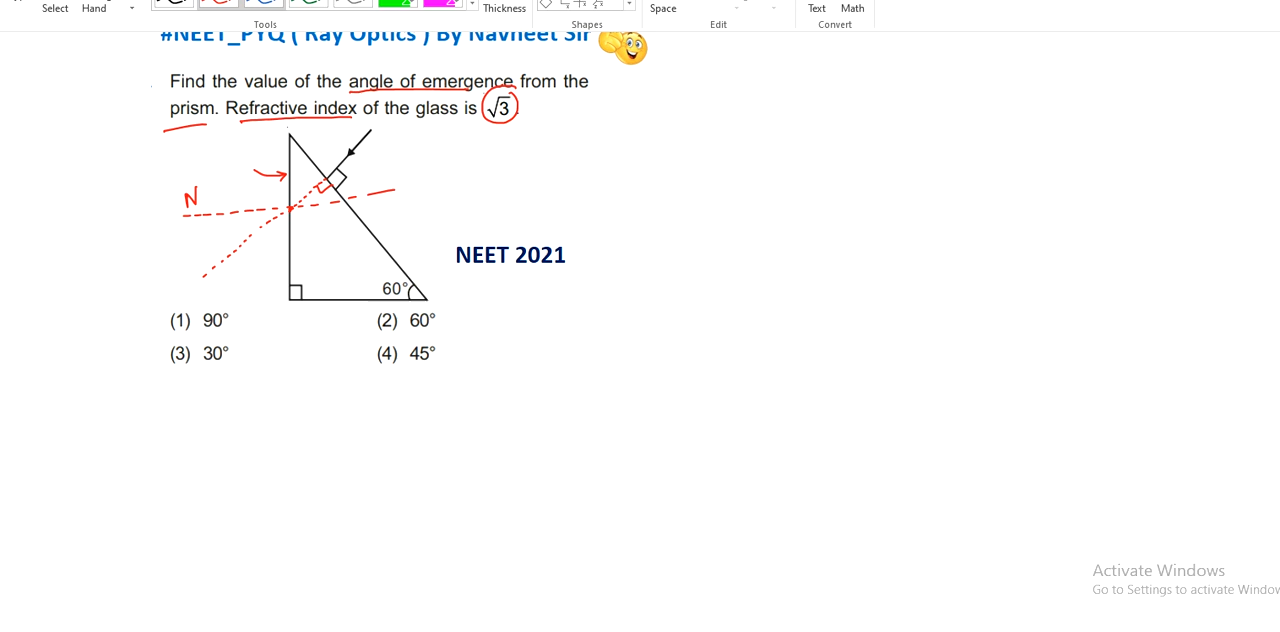 Select Hand Thickness Space Text Math
Tools Shapes Edit Convert
#NEET_PYQ ( Ray Optics ) By Navneet Sir
Find the value of the angle of emergence from the
prism. Refractive index of the glass is √3.
N
NEET 2021
60°
(1) 90° (2) 60°
(3) 30° (4) 45°
Activate Windows
Go to Settings to activate Window